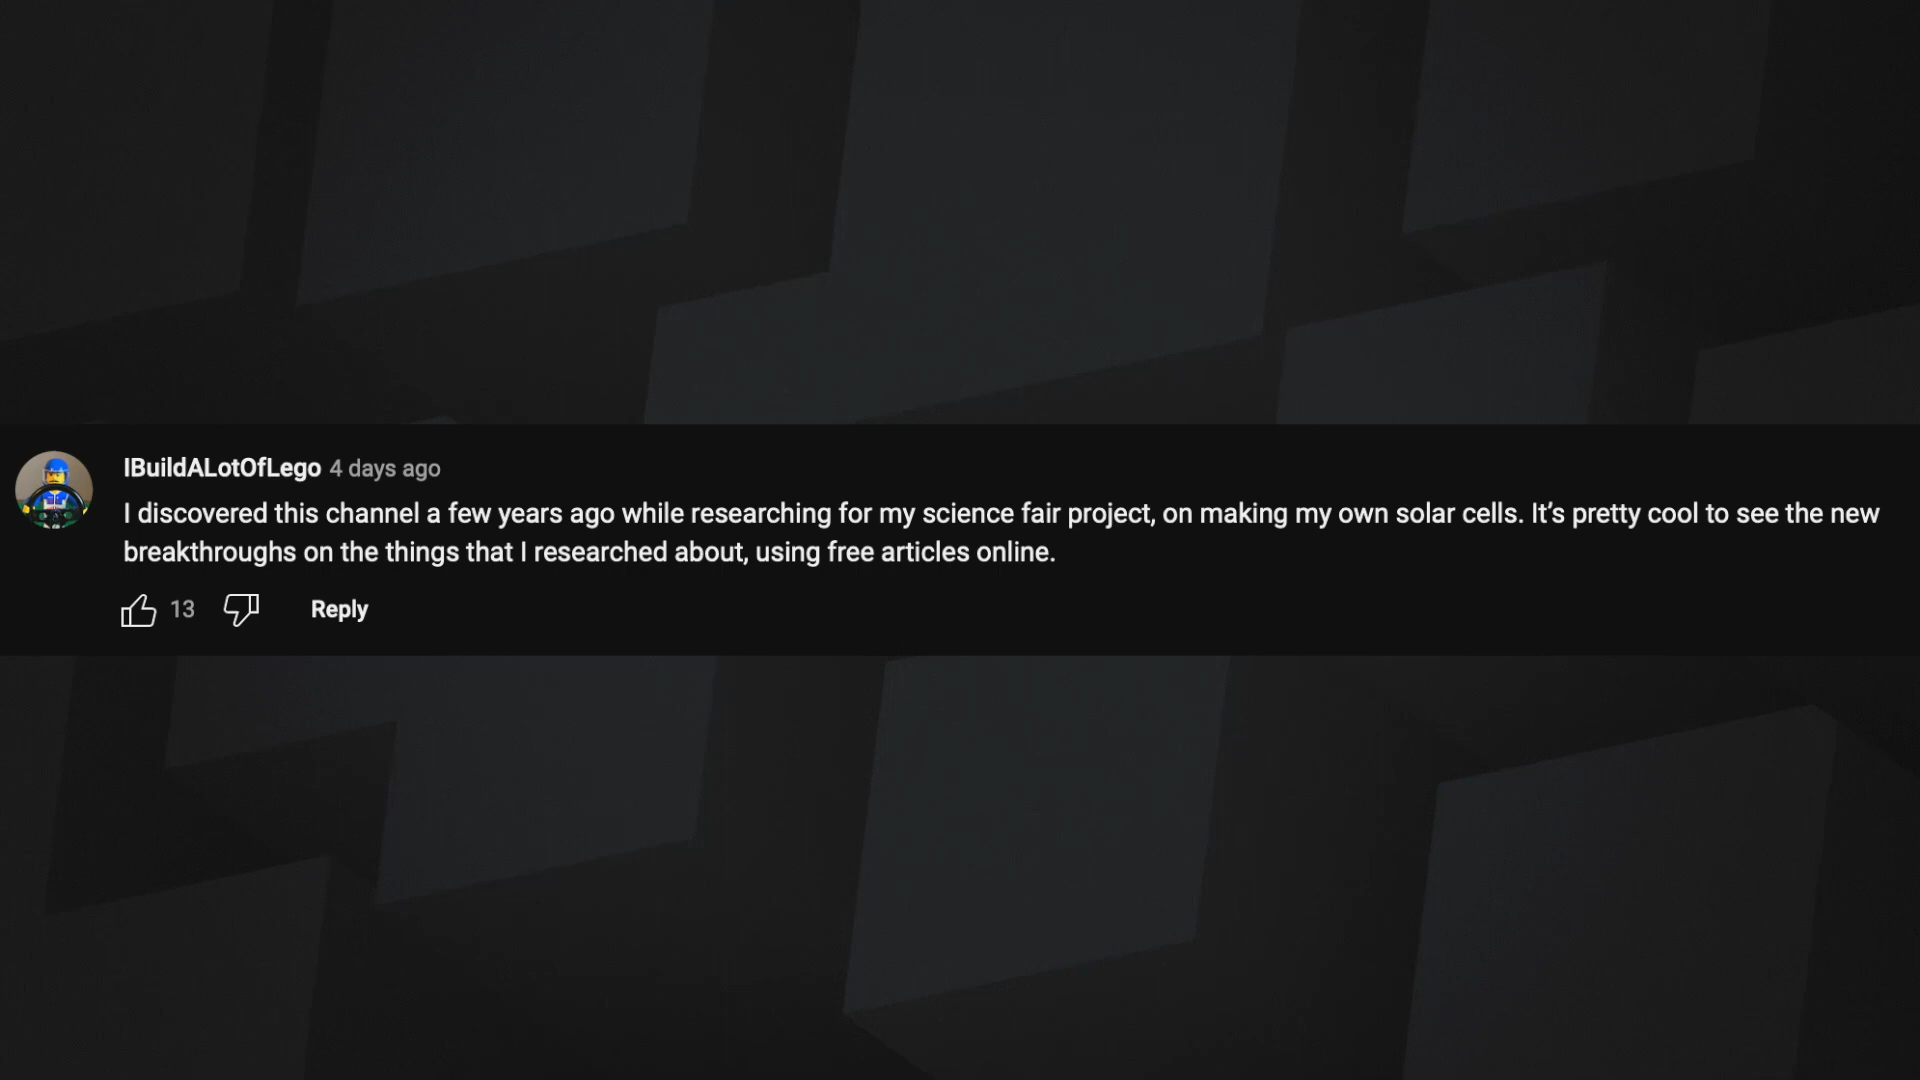 IBuildALotOfLego 4 days ago
I discovered this channel a few years ago while researching for my science fair project, on making my own solar cells. It’s pretty cool to see the new
breakthroughs on the things that I researched about, using free articles online.
13 Reply